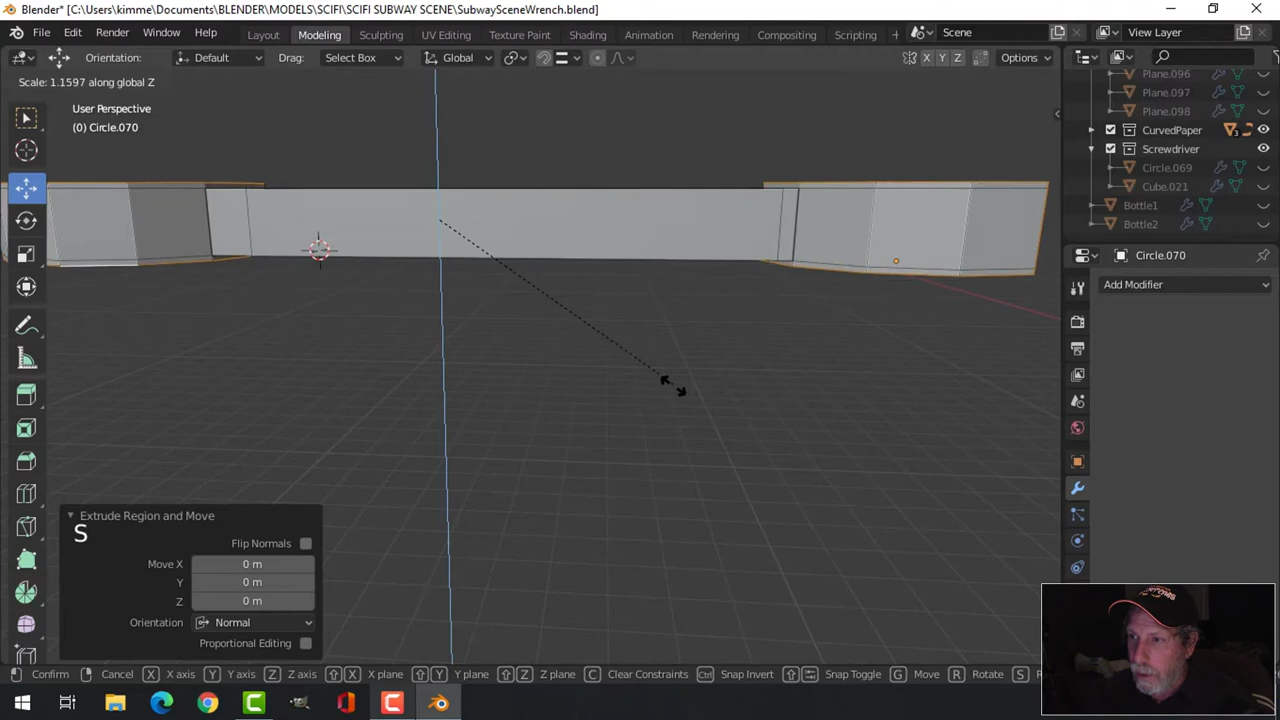 Blender* [C:\Users\kimme\Documents\BLENDER\MODELS\SCIFI\SCIFI SUBWAY SCENE\SubwaySceneWrench.blend]
File Edit Render Window Help Layout Modeling Sculpting UV Editing Texture Paint Shading Animation Rendering Compositing Scripting + Scene View Layer
Orientation: Default Drag: Select Box Global X Y Z Options
Scale: 1.1597 along global Z
User Perspective
(0) Circle.070
Plane.096
Plane.097
Plane.098
CurvedPaper 3
Screwdriver
Circle.069
Cube.021
Bottle1
Bottle2
Circle.070
Add Modifier
Extrude Region and Move
S
Flip Normals
Move X 0 m
Y 0 m
Z 0 m
Orientation Normal
Proportional Editing
Confirm Cancel X X axis Y Y axis Z Z axis X X plane Y Y plane Z Z plane C Clear Constraints Ctrl Snap Invert Snap Toggle G Move R Rotate S R